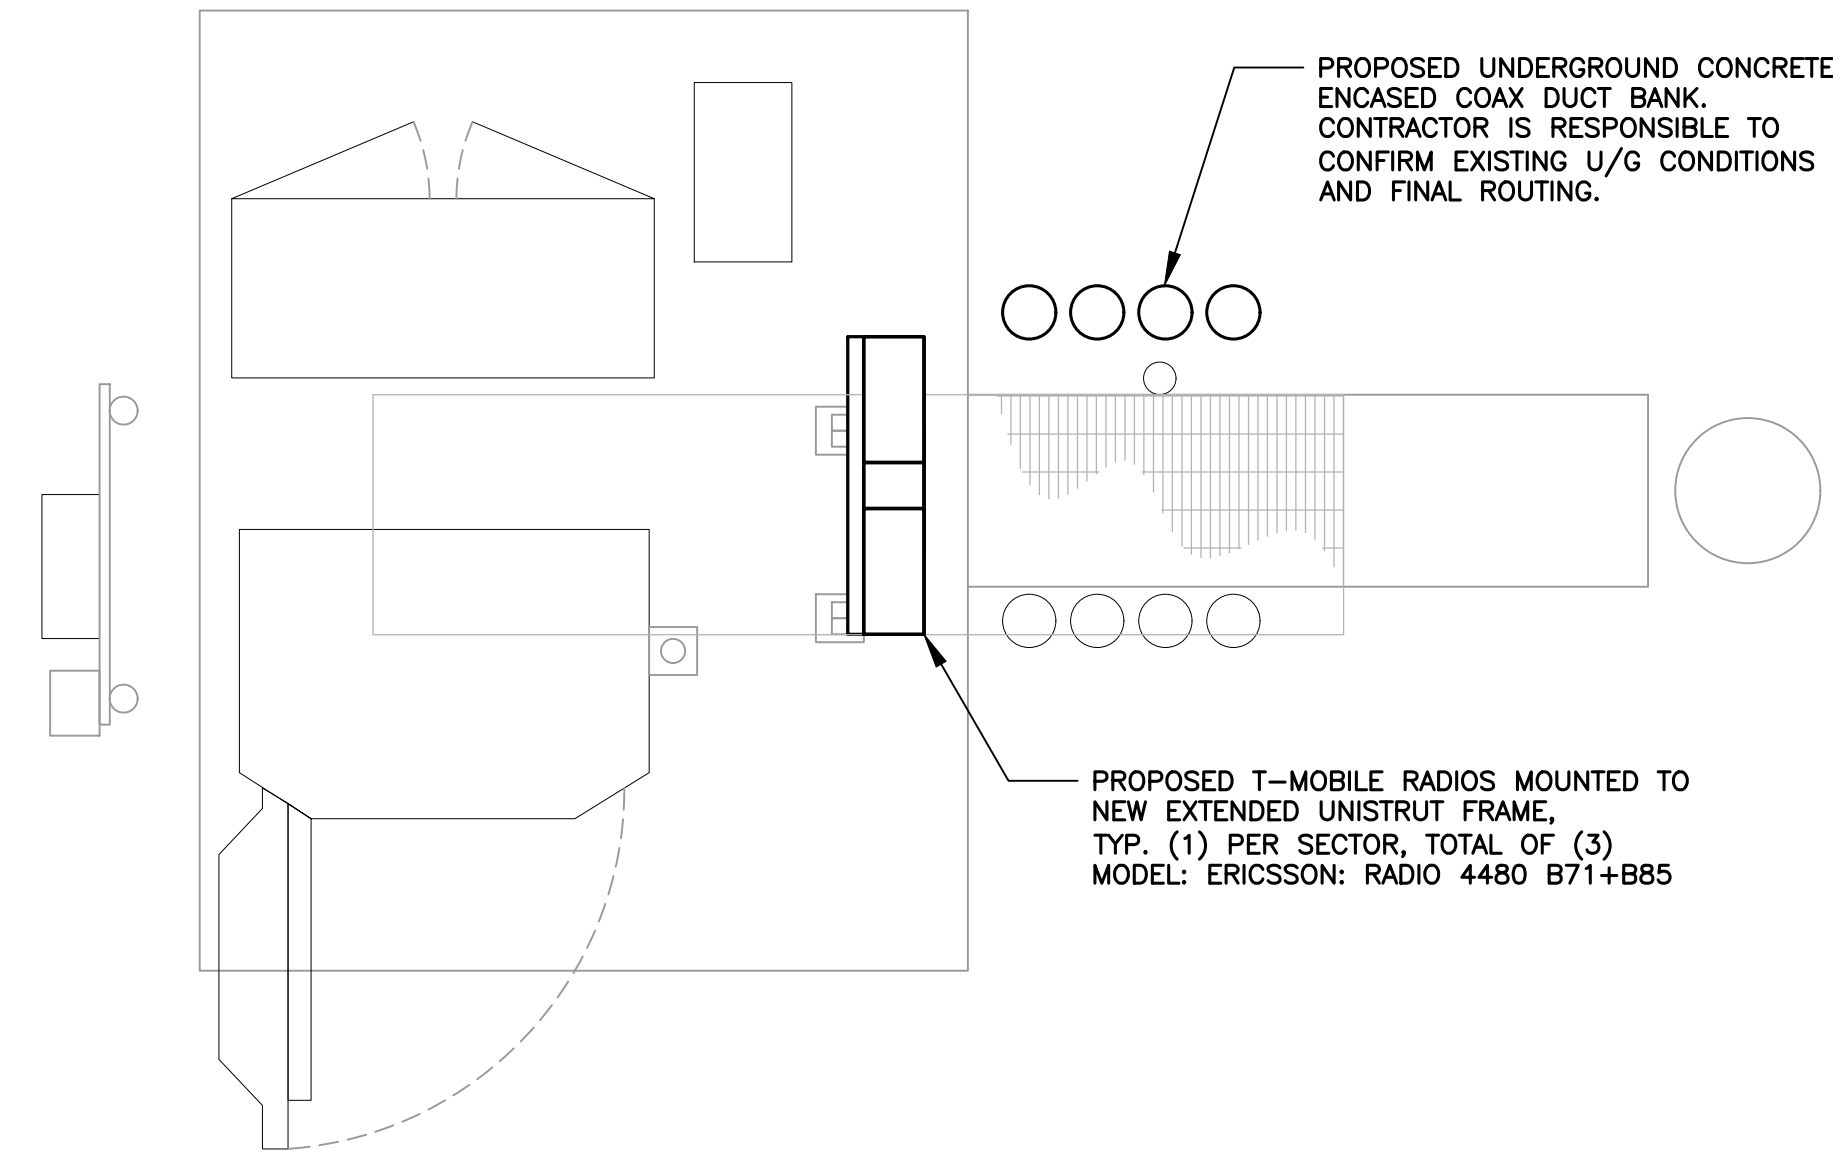 PROPOSED UNDERGROUND CONCRETE
ENCASED COAX DUCT BANK.
CONTRACTOR IS RESPONSIBLE TO
CONFIRM EXISTING U/G CONDITIONS
AND FINAL ROUTING.
PROPOSED T-MOBILE RADIOS MOUNTED TO
NEW EXTENDED UNISTRUT FRAME,
TYP. (1) PER SECTOR, TOTAL OF (3)
MODEL: ERICSSON: RADIO 4480 B71+B85